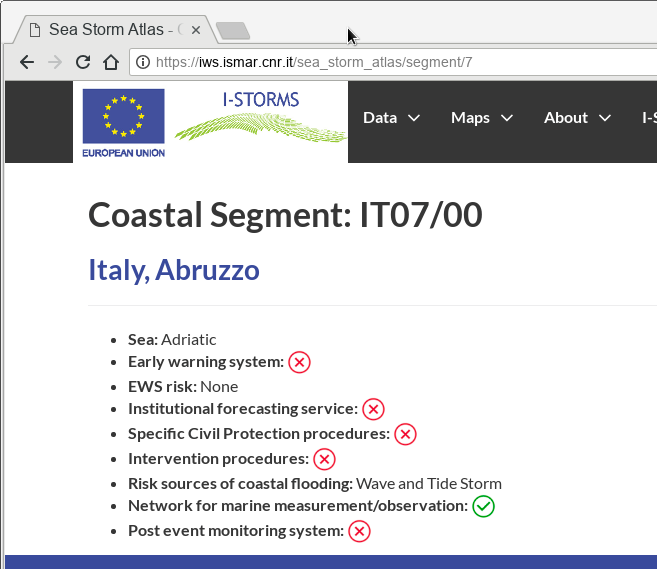 Sea Storm Atlas - C
https://iws.ismar.cnr.it/sea_storm_atlas/segment/7
EUROPEAN UNION
I-STORMS
Data
Maps
About
I-S
Coastal Segment: IT07/00
Italy, Abruzzo
Sea: Adriatic
Early warning system:
EWS risk: None
Institutional forecasting service:
Specific Civil Protection procedures:
Intervention procedures:
Risk sources of coastal flooding: Wave and Tide Storm
Network for marine measurement/observation:
Post event monitoring system: